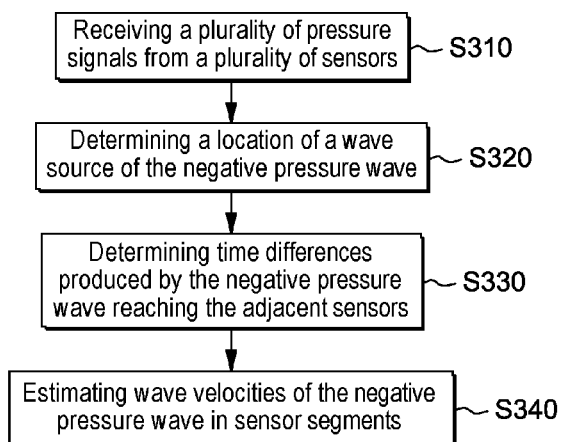 Receiving a plurality of pressure
signals from a plurality of sensors
S310
Determining a location of a wave
source of the negative pressure wave
S320
Determining time differences
produced by the negative pressure
wave reaching the adjacent sensors
S330
Estimating wave velocities of the negative
pressure wave in sensor segments
S340